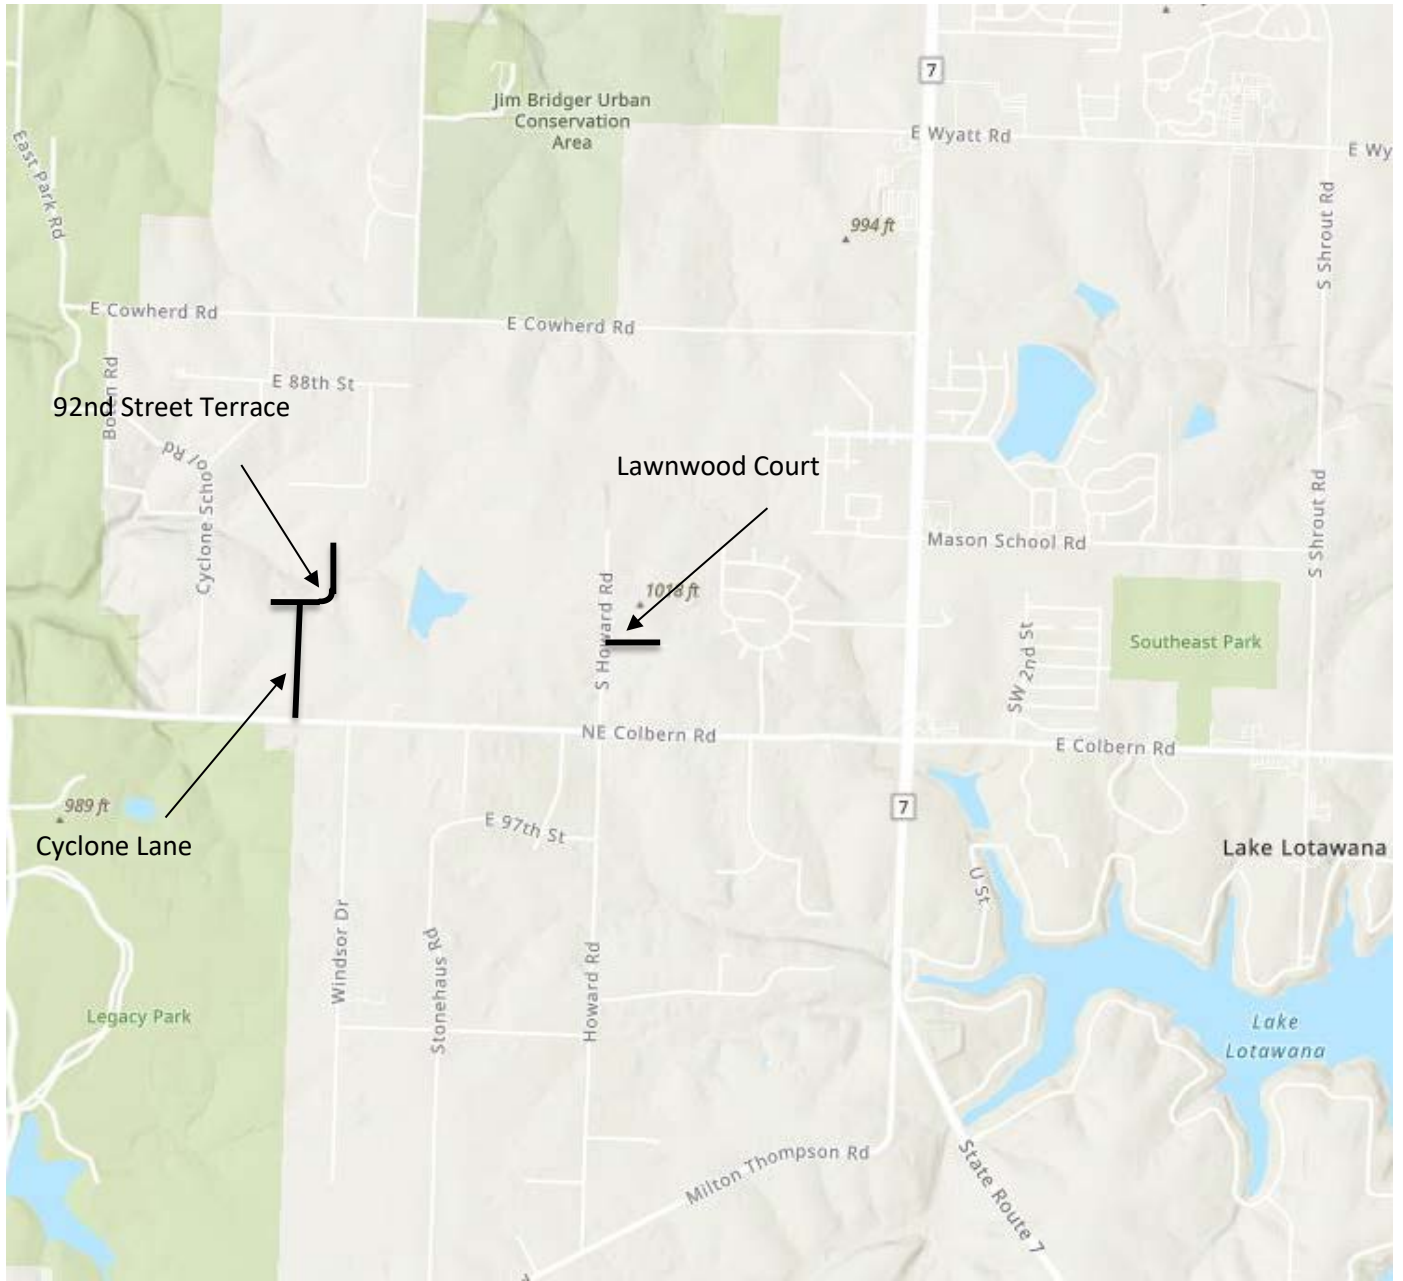 7
Jim Bridger Urban
Conservation
Area
E Wyatt Rd
E Wy
East Park Rd
S Shrout Rd
994 ft
E Cowherd Rd
E Cowherd Rd
E 88th St
92nd Street Terrace
Cyclone School Rd
Lawnwood Court
S Shrout Rd
Mason School Rd
1018 ft
S Howard Rd
SW 2nd St
Southeast Park
NE Colbern Rd
E Colbern Rd
989 ft
7
E 97th St
Cyclone Lane
Lake Lotawana
U St
Windsor Dr
Stonehaus Rd
Howard Rd
Legacy Park
Lake
Lotawana
Milton Thompson Rd
State Route 7